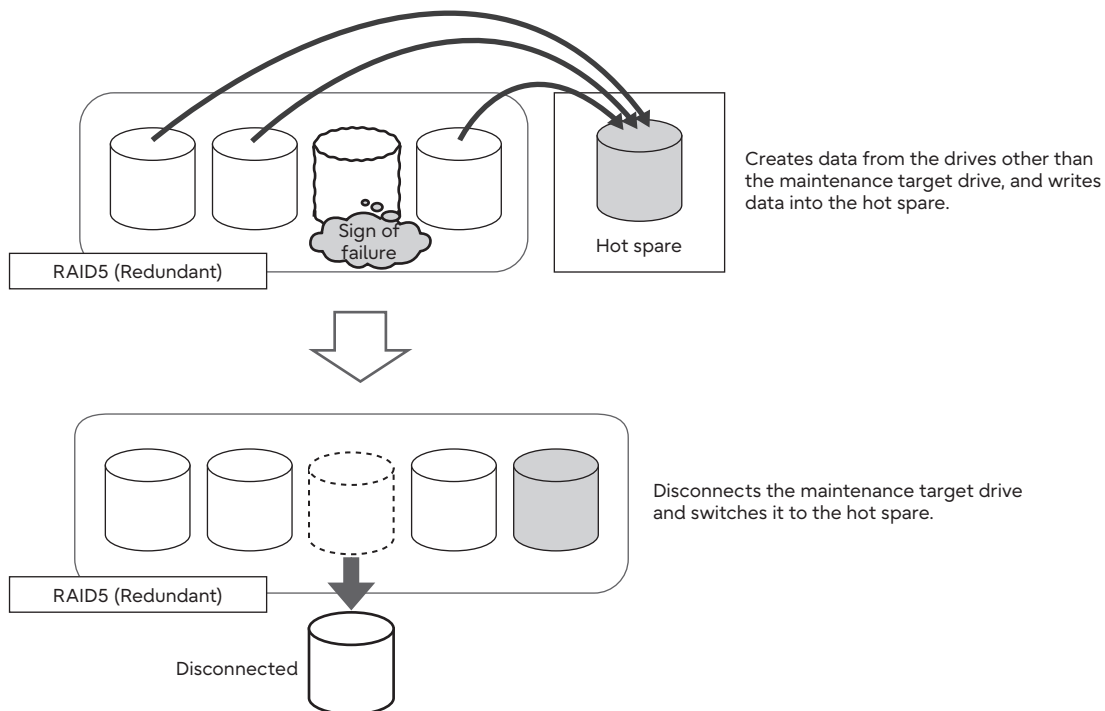 Creates data from the drives other than
the maintenance target drive, and writes
data into the hot spare.
Sign of
failure
Hot spare
RAID5 (Redundant)
Disconnects the maintenance target drive
and switches it to the hot spare.
RAID5 (Redundant)
Disconnected